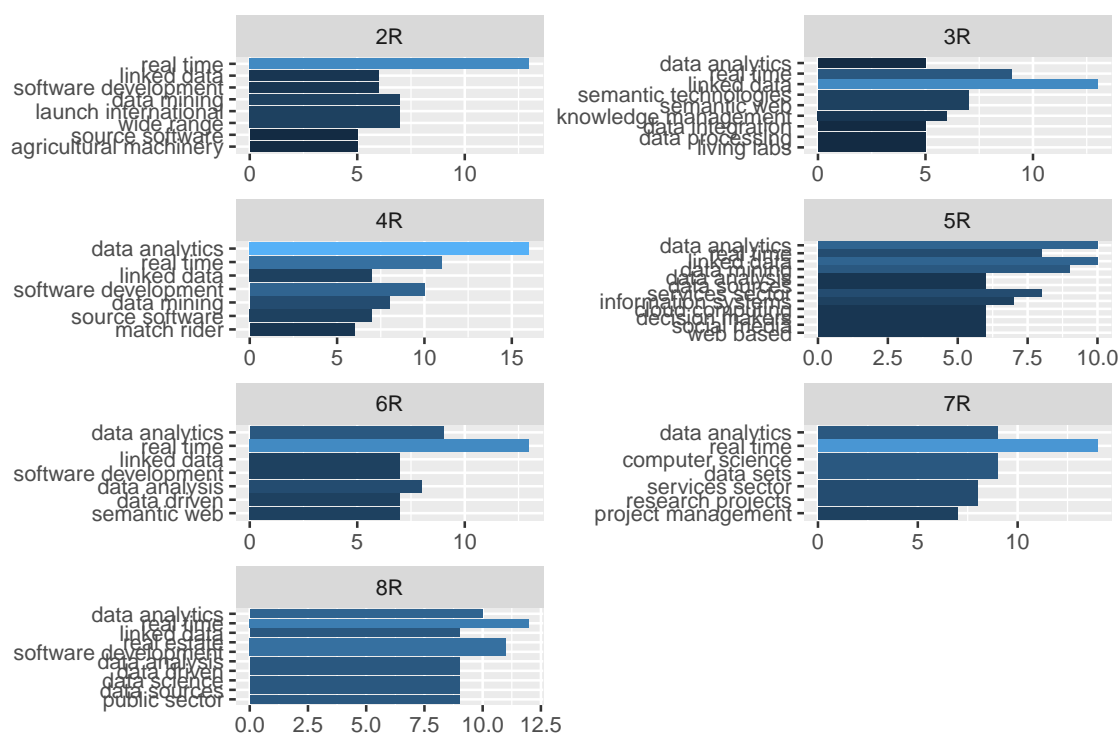 2R
real time
linked data
software development
data mining
launch international
wide range
source software
agricultural machinery
0 5 10
3R
data analytics
real time
linked data
semantic technologies
semantic web
knowledge management
data integration
data processing
living labs
0 5 10
4R
data analytics
real time
linked data
software development
data mining
source software
match rider
0 5 10 15
5R
data analytics
real time
linked data
data mining
data analysis
data sources
services sector
information systems
cloud computing
decision makers
social media
web based
0.0 2.5 5.0 7.5 10.0
6R
data analytics
real time
linked data
software development
data analysis
data driven
semantic web
0 5 10
7R
data analytics
real time
computer science
data sets
services sector
research projects
project management
0 5 10
8R
data analytics
real time
linked data
real estate
software development
data analysis
data driven
data science
data sources
public sector
0.0 2.5 5.0 7.5 10.0 12.5